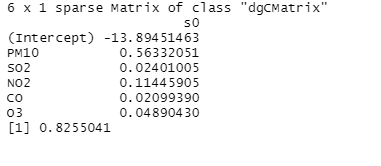 6 x 1 sparse Matrix of class "dgCMatrix"
s0
(Intercept) -13.89451463
PM10 0.56332051
SO2 0.02401005
NO2 0.11445905
CO 0.02099390
O3 0.04890430
[1] 0.8255041